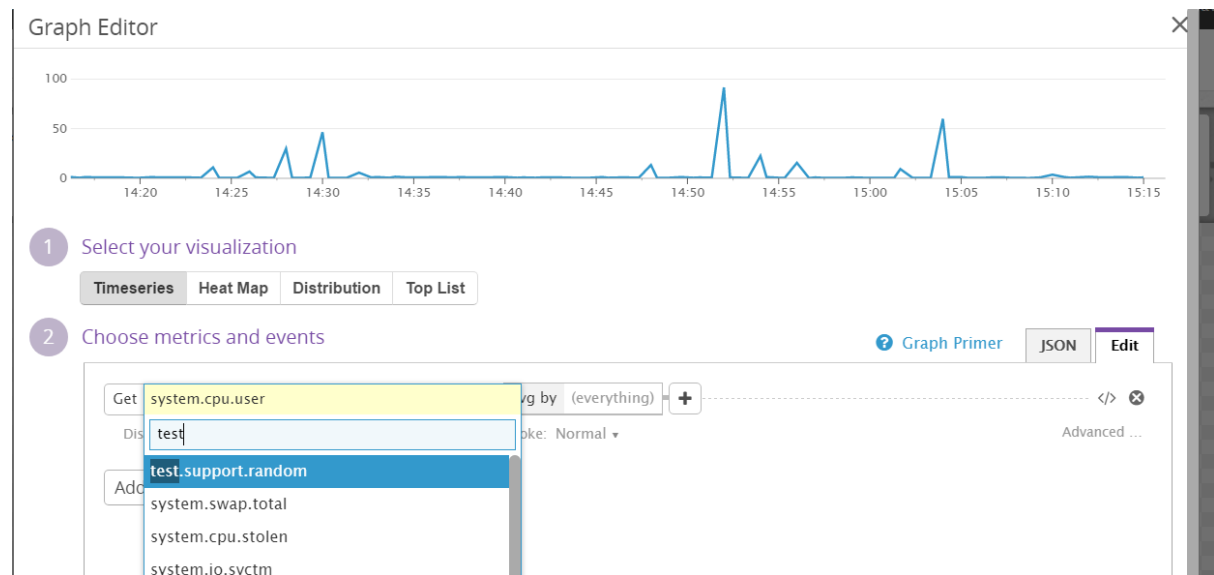 Graph Editor
100
50
0
14:20 14:25 14:30 14:35 14:40 14:45 14:50 14:55 15:00 15:05 15:10 15:15
1 Select your visualization
Timeseries Heat Map Distribution Top List
2 Choose metrics and events
? Graph Primer JSON Edit
Get system.cpu.user vg by (everything) + </>
Dis test oke: Normal Advanced ...
test.support.random
Add
system.swap.total
system.cpu.stolen
system.io.svctm